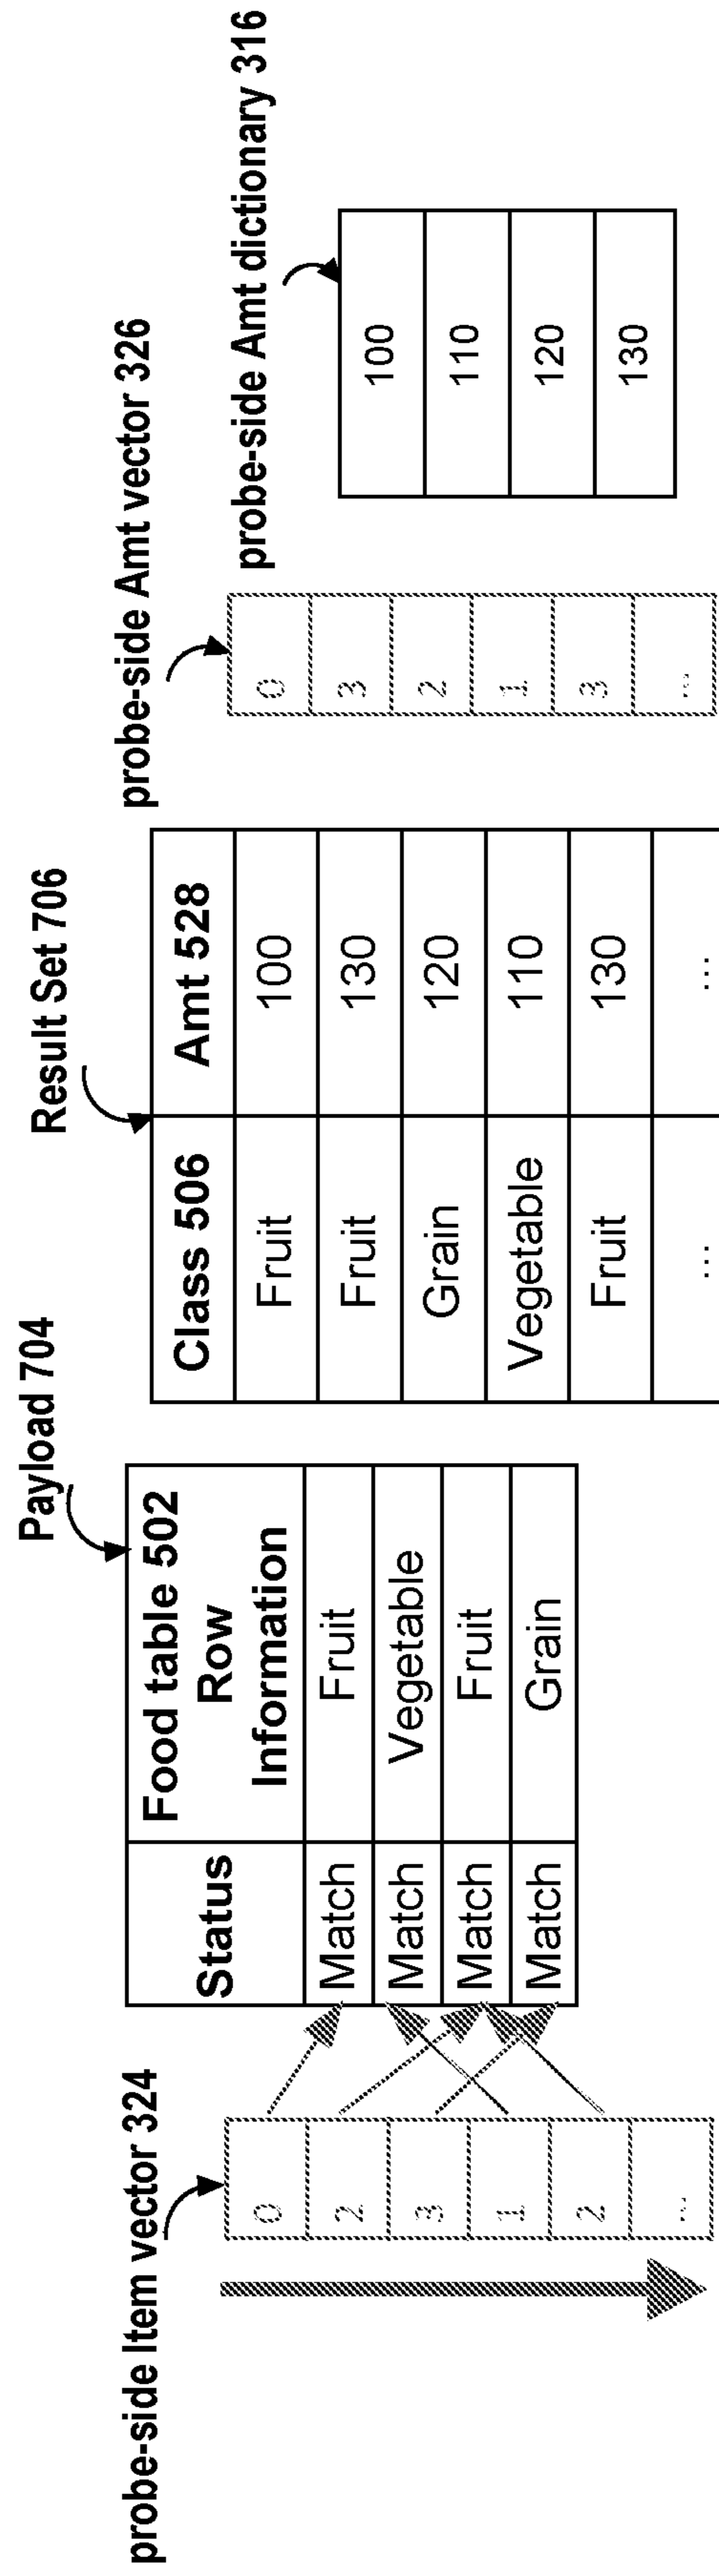 probe-side Item vector 324
0
2
3
1
2
...
Payload 704
Status Food table 502
Row
Information
Match Fruit
Match Vegetable
Match Fruit
Match Grain
Result Set 706
Class 506 Amt 528
Fruit 100
Fruit 130
Grain 120
Vegetable 110
Fruit 130
... ...
probe-side Amt vector 326
0
3
2
1
3
...
probe-side Amt dictionary 316
100
110
120
130